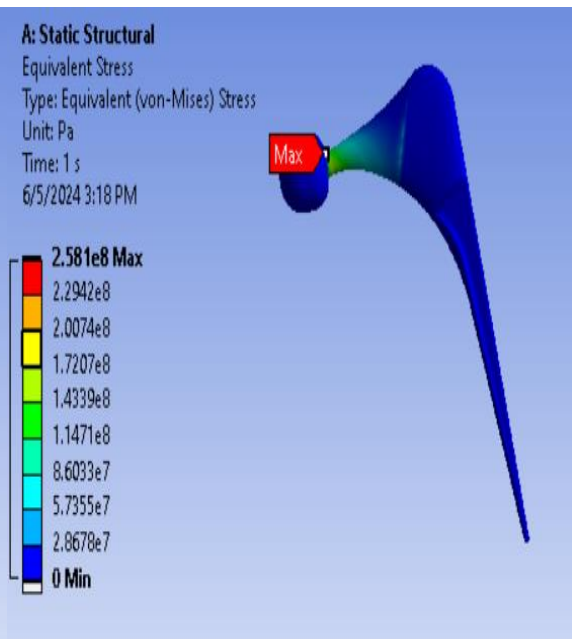 A: Static Structural
Equivalent Stress
Type: Equivalent (von-Mises) Stress
Unit: Pa
Time: 1 s
6/5/2024 3:18 PM
Max
2.581e8 Max
2.2942e8
2.0074e8
1.7207e8
1.4339e8
1.1471e8
8.6033e7
5.7355e7
2.8678e7
0 Min